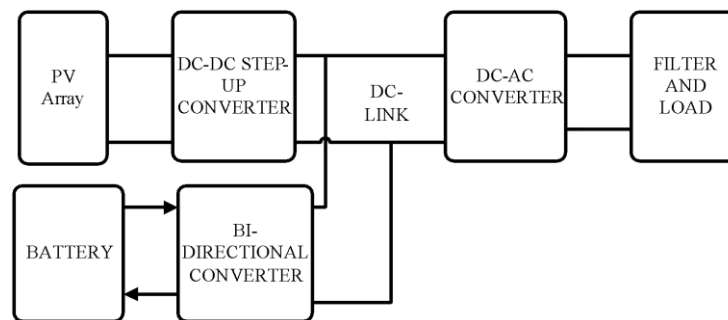 PV
Array
DC-DC STEP-
UP
CONVERTER
DC-
LINK
DC-AC
CONVERTER
FILTER
AND
LOAD
BATTERY
BI-
DIRECTIONAL
CONVERTER